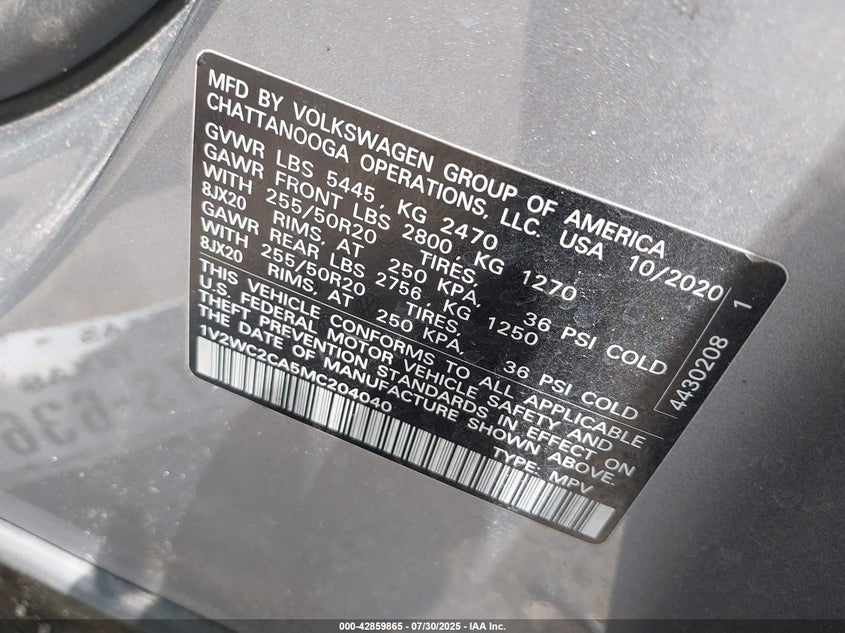 MFD BY VOLKSWAGEN GROUP OF AMERICA
CHATTANOOGA OPERATIONS, LLC. USA 10/2020
GVWR LBS 5445, KG 2470
GAWR FRONT LBS 2800, KG 1270
WITH 255/50R20 TIRES,
8JX20 RIMS, AT 250 KPA, 36 PSI COLD
GAWR REAR LBS 2756, KG 1250
WITH 255/50R20 TIRES,
8JX20 RIMS, AT 250 KPA, 36 PSI COLD
THIS VEHICLE CONFORMS TO ALL APPLICABLE
U.S. FEDERAL MOTOR VEHICLE SAFETY AND
THEFT PREVENTION STANDARDS IN EFFECT ON
THE DATE OF MANUFACTURE SHOWN ABOVE.
1V2WC2CA5MC204040
TYPE: MPV
4430208 1
000-42859865 / 07/30/2025 - IAA Inc.